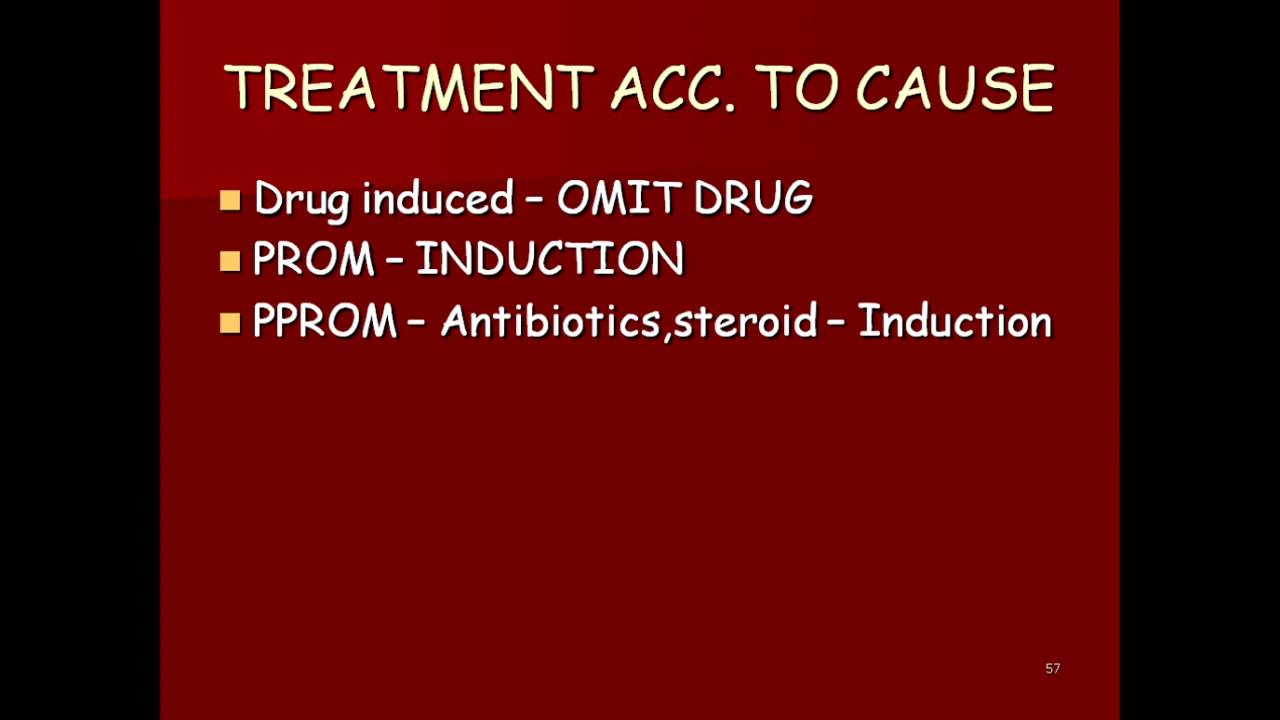 TREATMENT ACC. TO CAUSE
Drug induced – OMIT DRUG
PROM – INDUCTION
PPROM – Antibiotics,steroid – Induction
57